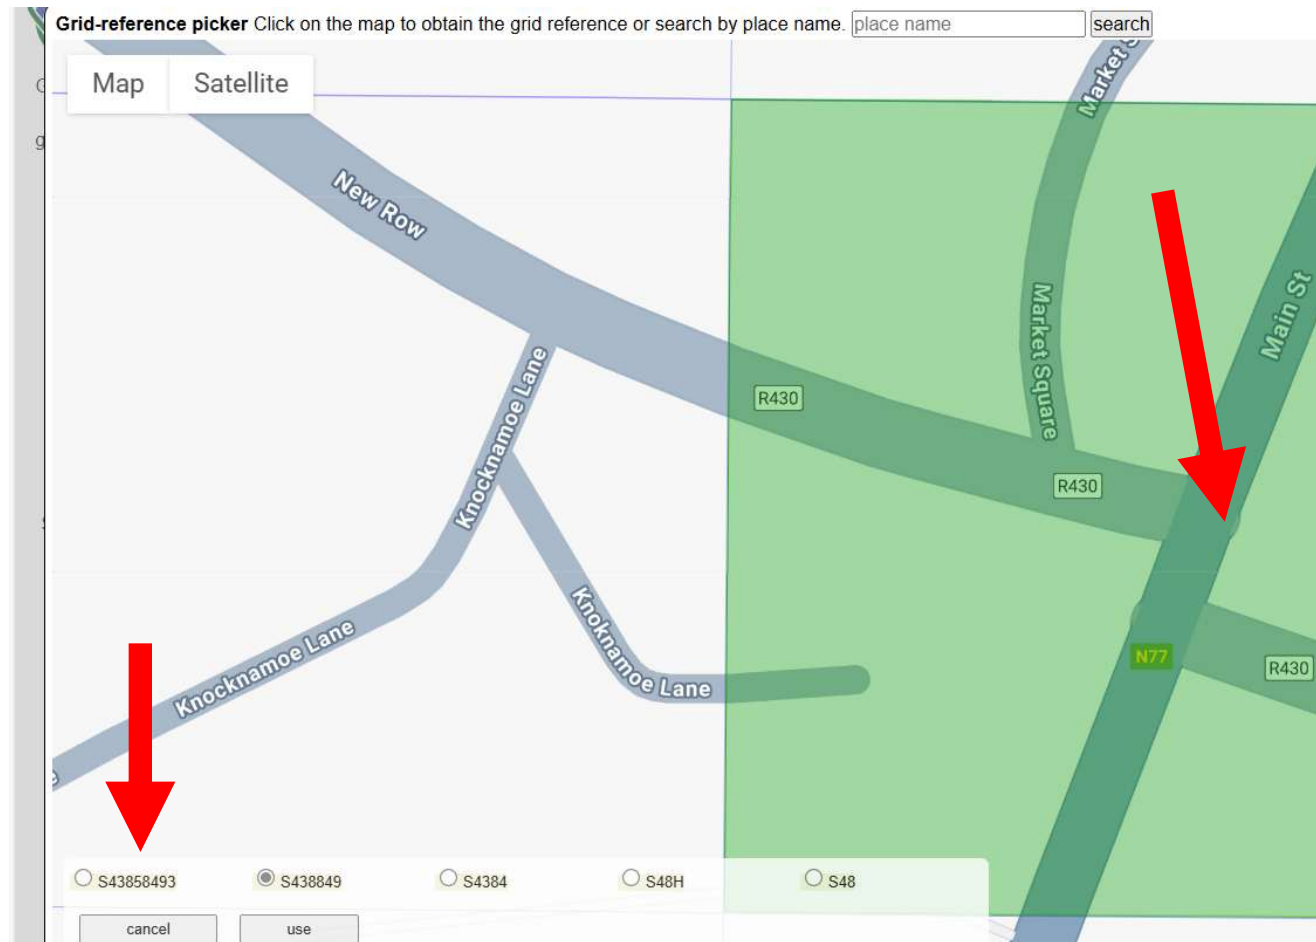 Grid-reference picker Click on the map to obtain the grid reference or search by place name. place name search
Map Satellite
Market S
New Row
Main St
Market Square
Knocknamoe Lane
R430
R430
Knocknamoe Lane
Knoknamoe Lane
N77
R430
S43858493 S438849 S4384 S48H S48
cancel use